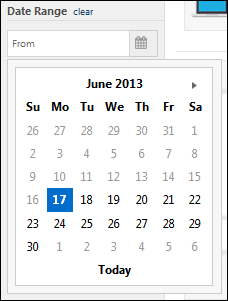 Date Range clear
From
June 2013
Su Mo Tu We Th Fr Sa
26 27 28 29 30 31 1
2 3 4 5 6 7 8
9 10 11 12 13 14 15
16 17 18 19 20 21 22
23 24 25 26 27 28 29
30 1 2 3 4 5 6
Today